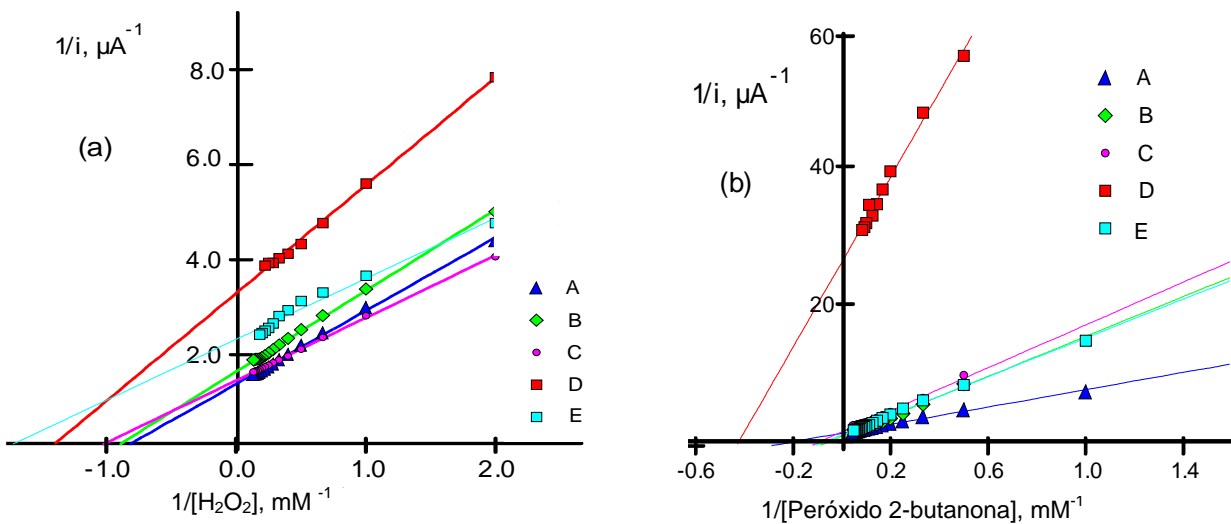 1/i, µA⁻¹
(a)
8.0
6.0
4.0
2.0
-1.0
0.0
1.0
2.0
1/[H₂O₂], mM ⁻¹
A
B
C
D
E
1/i, µA⁻¹
(b)
60
40
20
-0.6
-0.2
0.2
0.6
1.0
1.4
1/[Peróxido 2-butanona], mM⁻¹
A
B
C
D
E